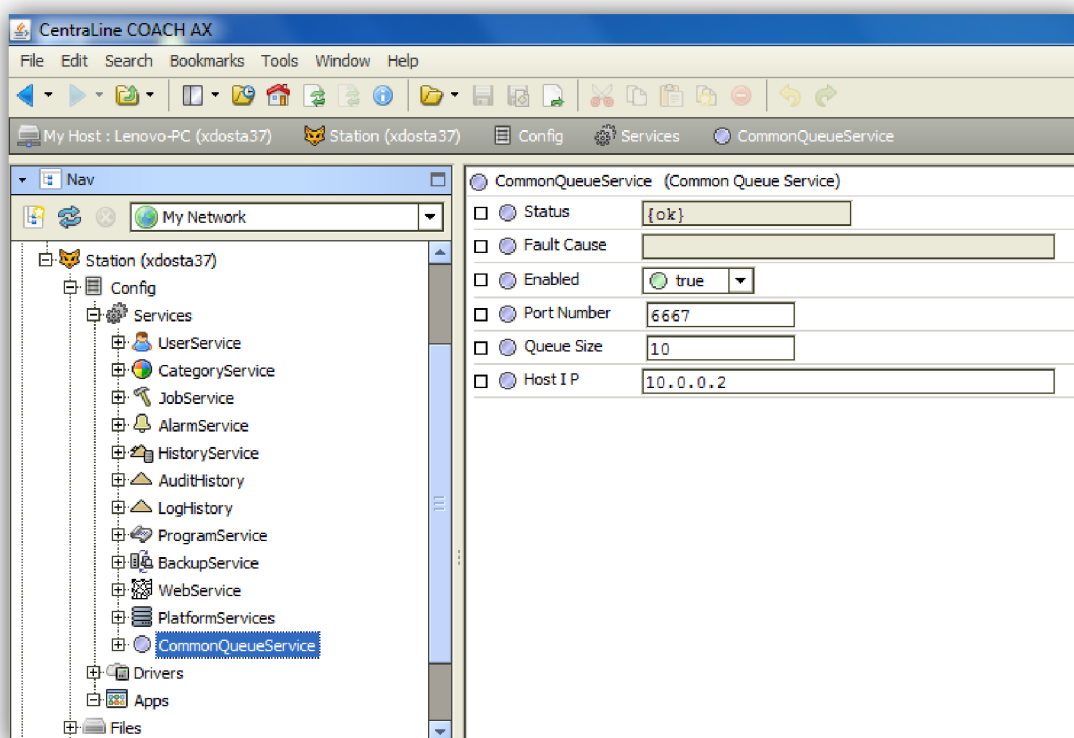 CentraLine COACH AX
File Edit Search Bookmarks Tools Window Help
My Host : Lenovo-PC (xdosta37) Station (xdosta37) Config Services CommonQueueService
Nav
My Network
Station (xdosta37)
Config
Services
UserService
CategoryService
JobService
AlarmService
HistoryService
AuditHistory
LogHistory
ProgramService
BackupService
WebService
PlatformServices
CommonQueueService
Drivers
Apps
Files
CommonQueueService (Common Queue Service)
Status {ok}
Fault Cause
Enabled true
Port Number 6667
Queue Size 10
Host I P 10.0.0.2